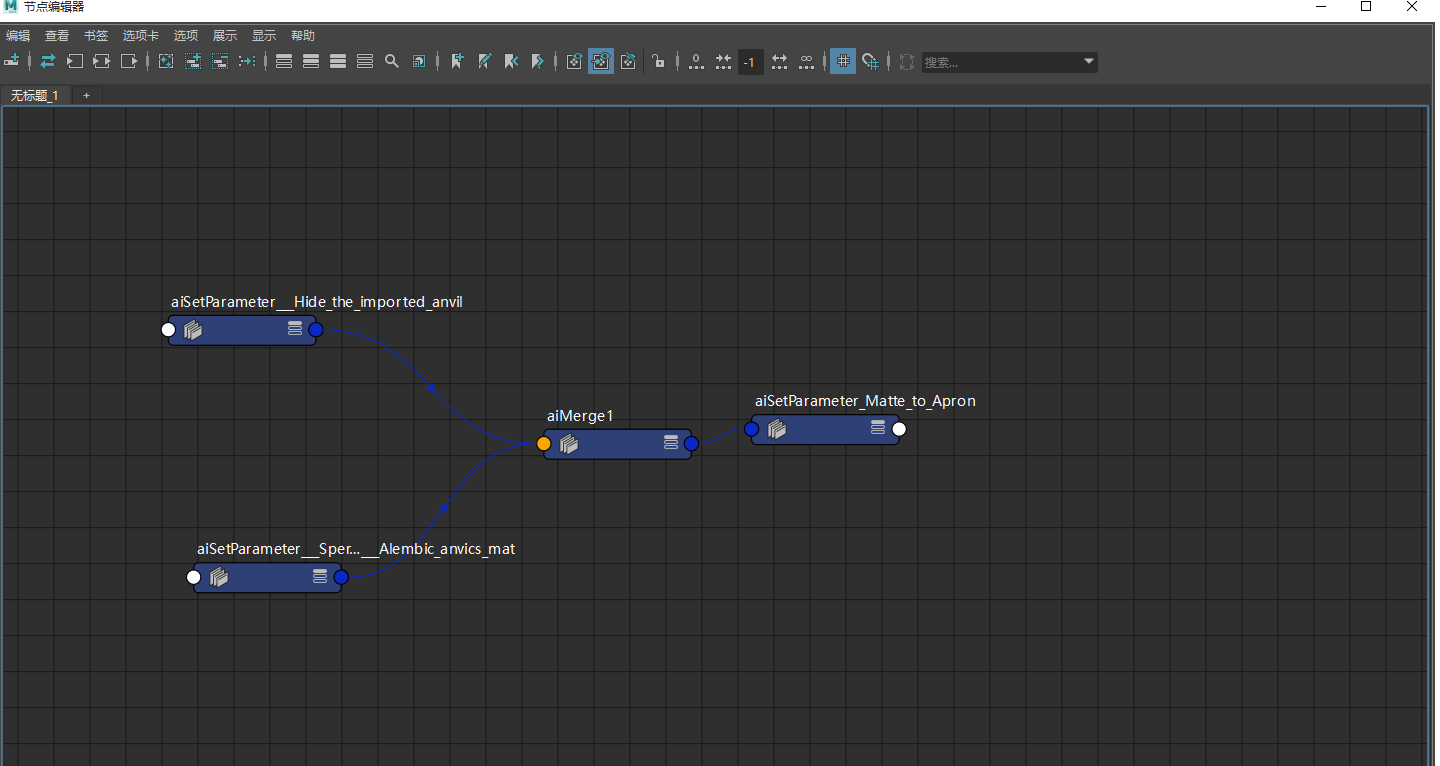 节点编辑器
编辑 查看 书签 选项卡 选项 展示 显示 帮助
0 -1 ∞ 搜索...
无标题_1 +
aiSetParameter__Hide_the_imported_anvil
aiSetParameter_Matte_to_Apron
aiMerge1
aiSetParameter__Sper...__Alembic_anvics_mat